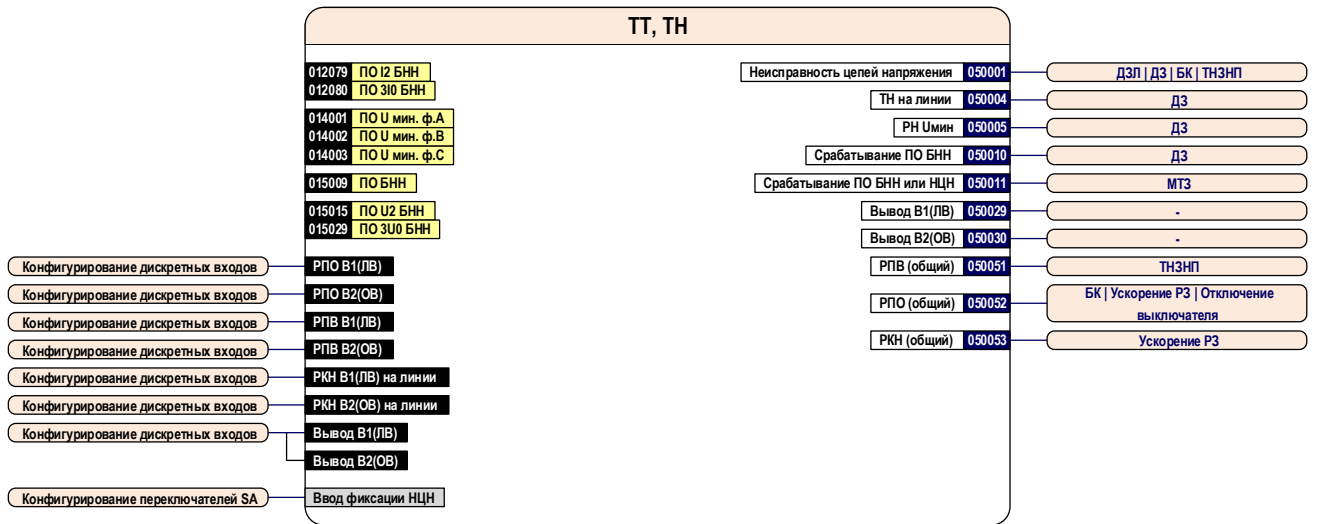 ТТ, ТН
012079 ПО I2 БНН
012080 ПО 3I0 БНН
014001 ПО U мин. ф.А
014002 ПО U мин. ф.В
014003 ПО U мин. ф.С
015009 ПО БНН
015015 ПО U2 БНН
015029 ПО 3U0 БНН
Конфигурирование дискретных входов РПО В1(ЛВ)
Конфигурирование дискретных входов РПО В2(ОВ)
Конфигурирование дискретных входов РПВ В1(ЛВ)
Конфигурирование дискретных входов РПВ В2(ОВ)
Конфигурирование дискретных входов РКН В1(ЛВ) на линии
Конфигурирование дискретных входов РКН В2(ОВ) на линии
Конфигурирование дискретных входов Вывод В1(ЛВ)
Вывод В2(ОВ)
Конфигурирование переключателей SA Ввод фиксации НЦН
Неисправность цепей напряжения 050001 ДЗЛ | ДЗ | БК | ТНЗНП
ТН на линии 050004 ДЗ
РН Uмин 050005 ДЗ
Срабатывание ПО БНН 050010 ДЗ
Срабатывание ПО БНН или НЦН 050011 МТЗ
Вывод В1(ЛВ) 050029 -
Вывод В2(ОВ) 050030 -
РПВ (общий) 050051 ТНЗНП
РПО (общий) 050052 БК | Ускорение РЗ | Отключение
выключателя
РКН (общий) 050053 Ускорение РЗ